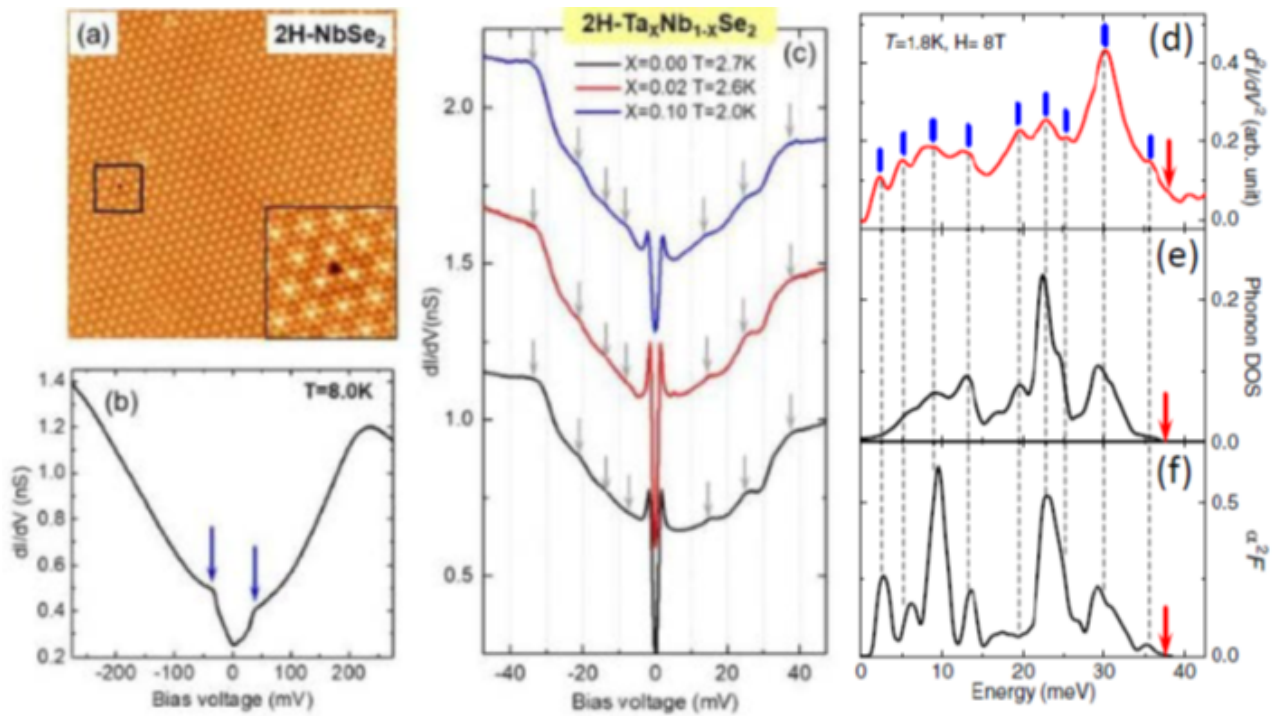 (a)
2H-NbSe2
(b)
T=8.0K
1.4
1.2
1.0
0.8
0.6
0.4
0.2
dI/dV (nS)
-200
-100
0
100
200
Bias voltage (mV)
2H-TaXNb1-XSe2
(c)
X=0.00 T=2.7K
X=0.02 T=2.6K
X=0.10 T=2.0K
2.0
1.5
1.0
0.5
dI/dV(nS)
-40
-20
0
20
40
Bias voltage (mV)
T=1.8K, H= 8T
(d)
0.4
0.2
0.0
d²I/dV² (arb. unit)
(e)
0.2
0.0
Phonon DOS
(f)
0.5
0.0
α²F
0
10
20
30
40
Energy (meV)